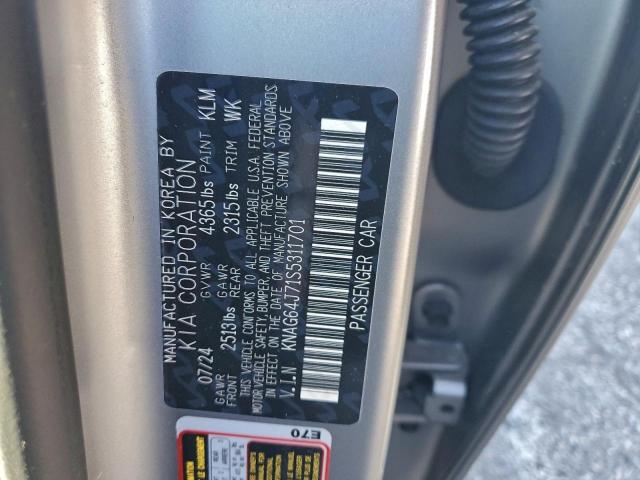 MANUFACTURED IN KOREA BY
KIA CORPORATION
07/24 GVWR 4365lbs PAINT KLM
GAWR FRONT 2513lbs GAWR REAR 2315lbs TRIM WK
THIS VEHICLE CONFORMS TO ALL APPLICABLE U.S.A. FEDERAL
MOTOR VEHICLE SAFETY, BUMPER, AND THEFT PREVENTION STANDARDS
IN EFFECT ON THE DATE OF MANUFACTURE SHOWN ABOVE
V.I.N KNAG64J71S5311701
PASSENGER CAR
E70